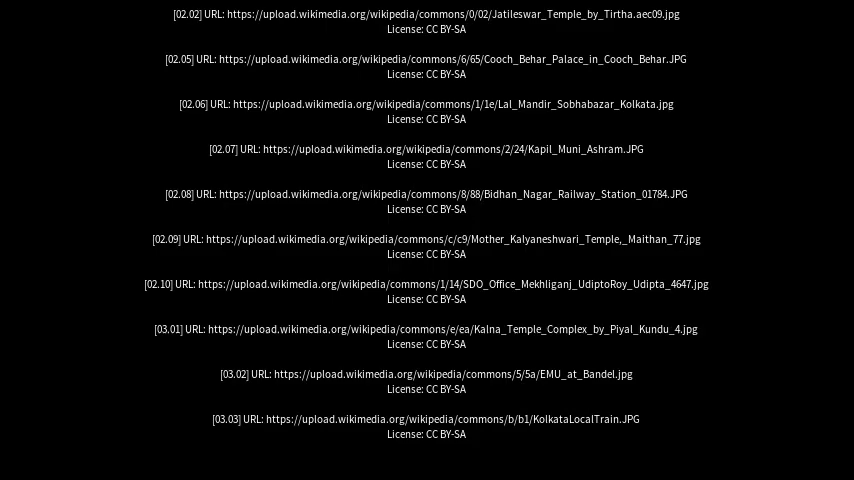 [02.02] URL: https://upload.wikimedia.org/wikipedia/commons/0/02/Jatileswar_Temple_by_Tirtha.aec09.jpg
License: CC BY-SA
[02.05] URL: https://upload.wikimedia.org/wikipedia/commons/6/65/Cooch_Behar_Palace_in_Cooch_Behar.JPG
License: CC BY-SA
[02.06] URL: https://upload.wikimedia.org/wikipedia/commons/1/1e/Lal_Mandir_Sobhabazar_Kolkata.jpg
License: CC BY-SA
[02.07] URL: https://upload.wikimedia.org/wikipedia/commons/2/24/Kapil_Muni_Ashram.JPG
License: CC BY-SA
[02.08] URL: https://upload.wikimedia.org/wikipedia/commons/8/88/Bidhan_Nagar_Railway_Station_01784.JPG
License: CC BY-SA
[02.09] URL: https://upload.wikimedia.org/wikipedia/commons/c/c9/Mother_Kalyaneshwari_Temple,_Maithan_77.jpg
License: CC BY-SA
[02.10] URL: https://upload.wikimedia.org/wikipedia/commons/1/14/SDO_Office_Mekhliganj_UdiptoRoy_Udipta_4647.jpg
License: CC BY-SA
[03.01] URL: https://upload.wikimedia.org/wikipedia/commons/e/ea/Kalna_Temple_Complex_by_Piyal_Kundu_4.jpg
License: CC BY-SA
[03.02] URL: https://upload.wikimedia.org/wikipedia/commons/5/5a/EMU_at_Bandel.jpg
License: CC BY-SA
[03.03] URL: https://upload.wikimedia.org/wikipedia/commons/b/b1/KolkataLocalTrain.JPG
License: CC BY-SA